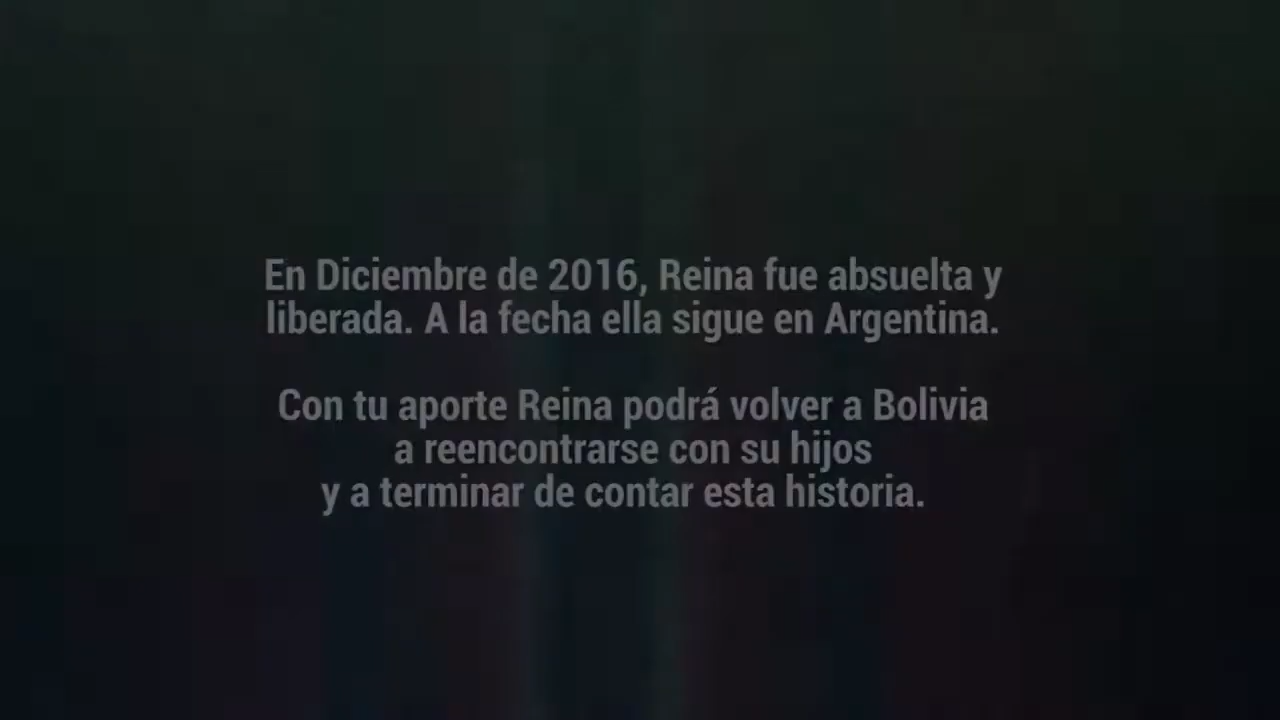 En Diciembre de 2016, Reina fue absuelta y
liberada. A la fecha ella sigue en Argentina.
Con tu aporte Reina podrá volver a Bolivia
a reencontrarse con su hijos
y a terminar de contar esta historia.